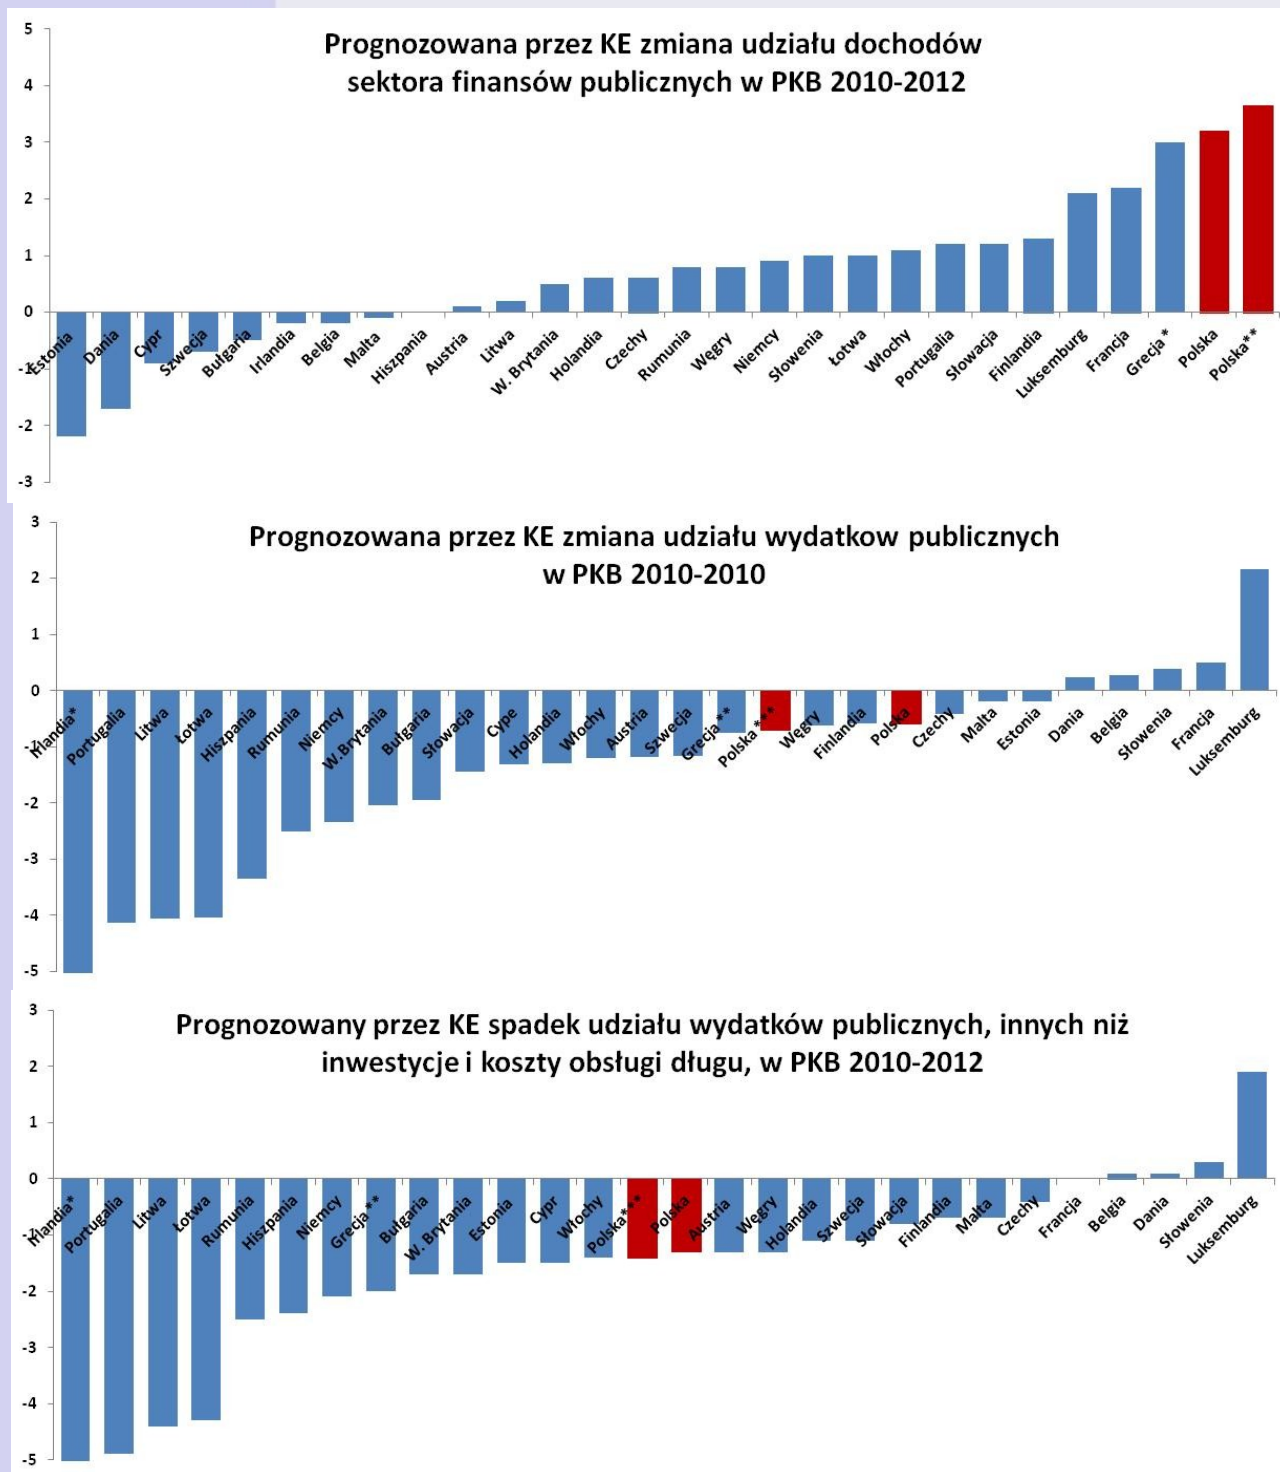 Prognozowana przez KE zmiana udziału dochodów
sektora finansów publicznych w PKB 2010-2012
5
4
3
2
1
0
-1
-2
-3
Estonia
Dania
Cypr
Szwecja
Bułgaria
Irlandia
Belgia
Malta
Hiszpania
Austria
Litwa
W. Brytania
Holandia
Czechy
Rumunia
Węgry
Niemcy
Słowenia
Łotwa
Włochy
Portugalia
Słowacja
Finlandia
Luksemburg
Francja
Grecja*
Polska
Polska**
Prognozowana przez KE zmiana udziału wydatkow publicznych
w PKB 2010-2010
3
2
1
0
-1
-2
-3
-4
-5
Irlandia*
Portugalia
Litwa
Łotwa
Hiszpania
Rumunia
Niemcy
W.Brytania
Bułgaria
Słowacja
Cype
Holandia
Włochy
Austria
Szwecja
Grecja**
Polska***
Węgry
Finlandia
Polska
Czechy
Malta
Estonia
Dania
Belgia
Słowenia
Francja
Luksemburg
Prognozowany przez KE spadek udziału wydatków publicznych, innych niż
inwestycje i koszty obsługi długu, w PKB 2010-2012
3
2
1
0
-1
-2
-3
-4
-5
Irlandia*
Portugalia
Litwa
Łotwa
Rumunia
Hiszpania
Niemcy
Grecja**
Bułgaria
W. Brytania
Estonia
Cypr
Włochy
Polska***
Polska
Austria
Węgry
Holandia
Szwecja
Słowacja
Finlandia
Malta
Czechy
Francja
Belgia
Dania
Słowenia
Luksemburg